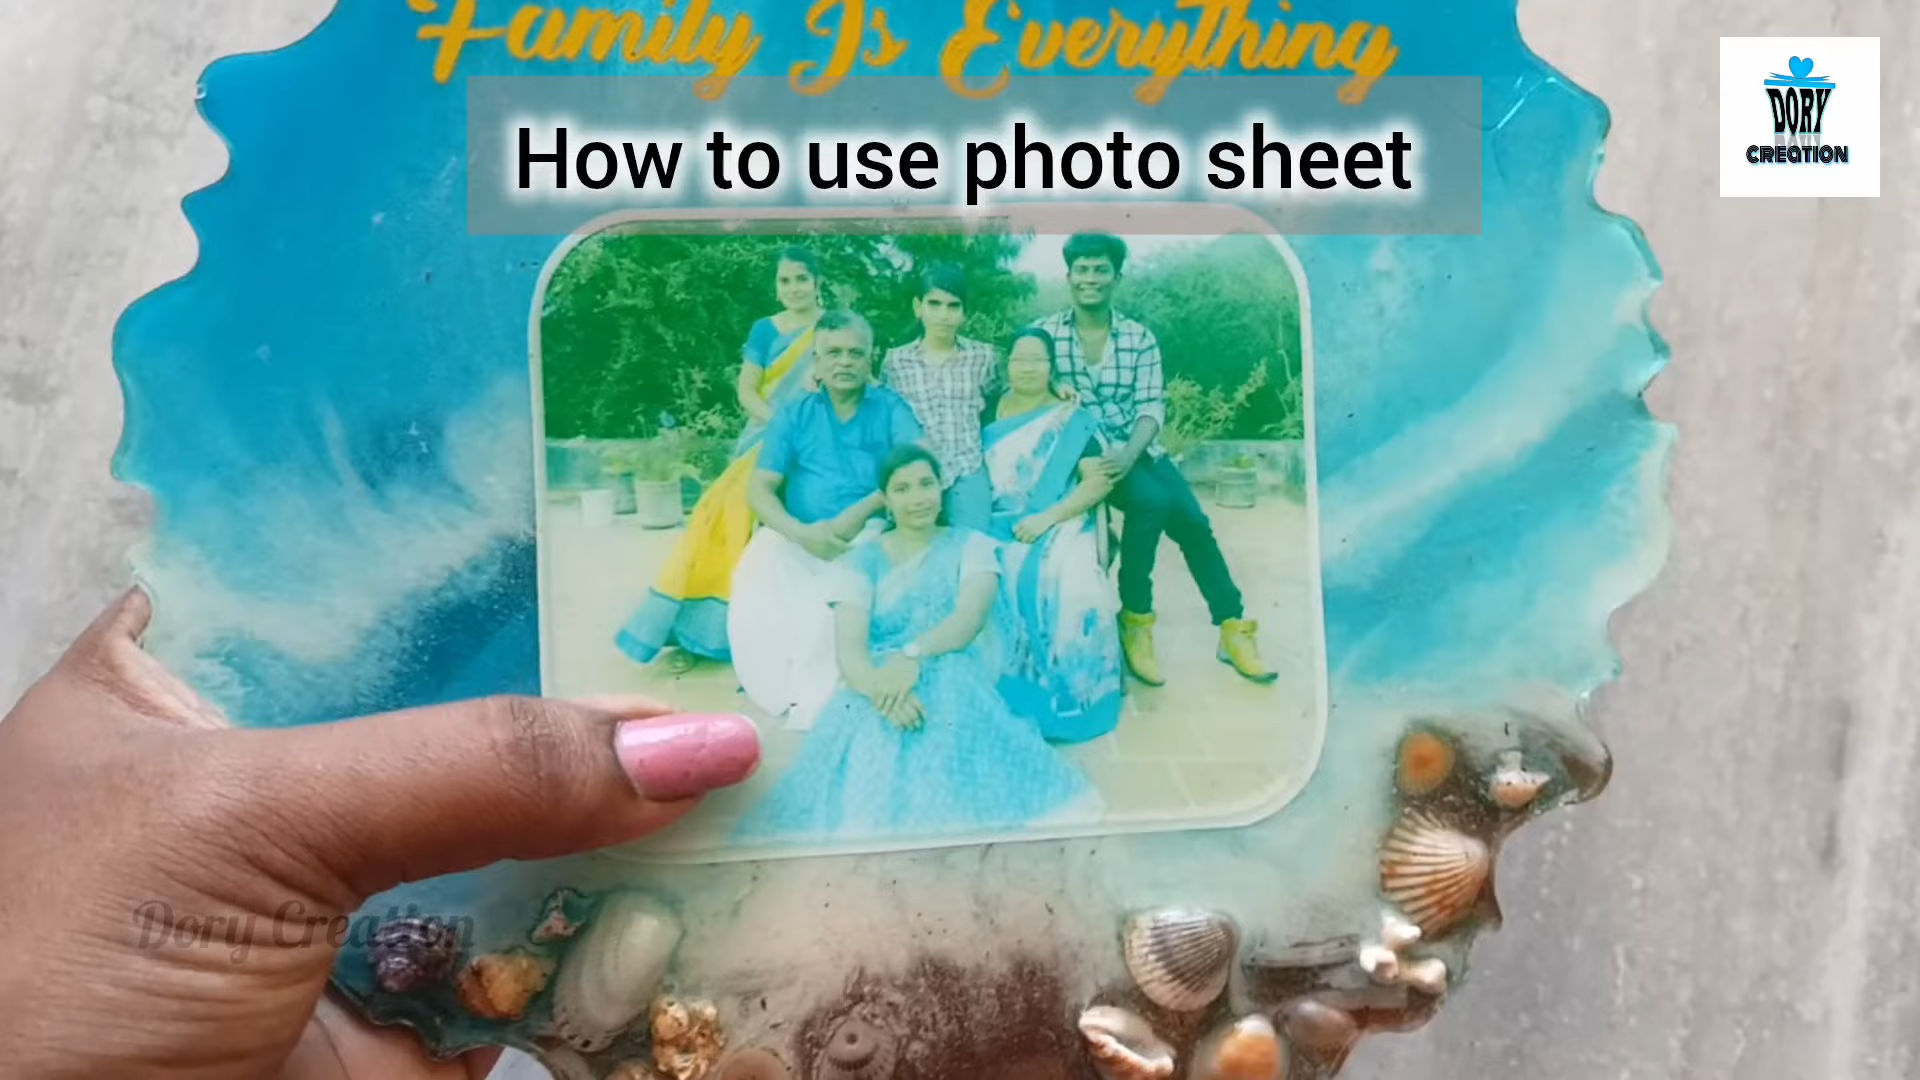 Family Is Everything
How to use photo sheet
DORY
CREATION
Dory Creation